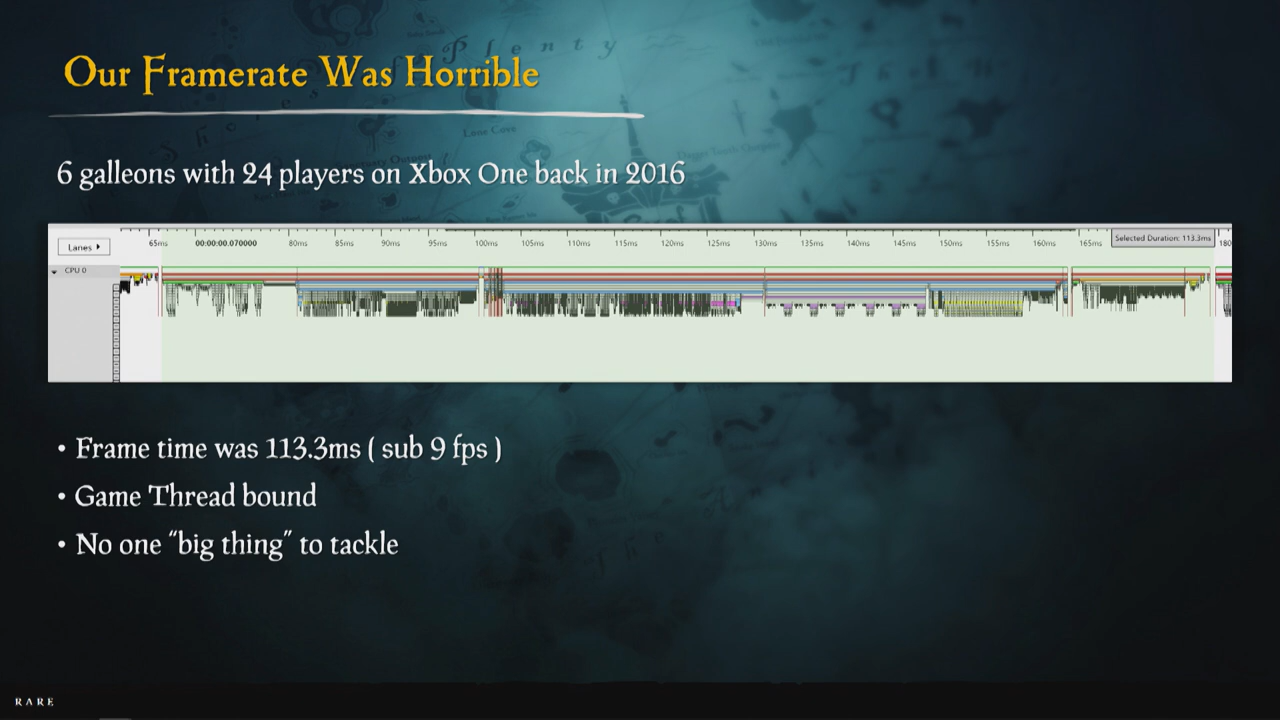 Our Framerate Was Horrible
6 galleons with 24 players on Xbox One back in 2016
Lanes
65ms 00:00:00.070000 80ms 85ms 90ms 95ms 100ms 105ms 110ms 115ms 120ms 125ms 130ms 135ms 140ms 145ms 150ms 155ms 160ms 165ms Selected Duration: 113.3ms 180
CPU 0
• Frame time was 113.3ms ( sub 9 fps )
• Game Thread bound
• No one “big thing” to tackle
RARE